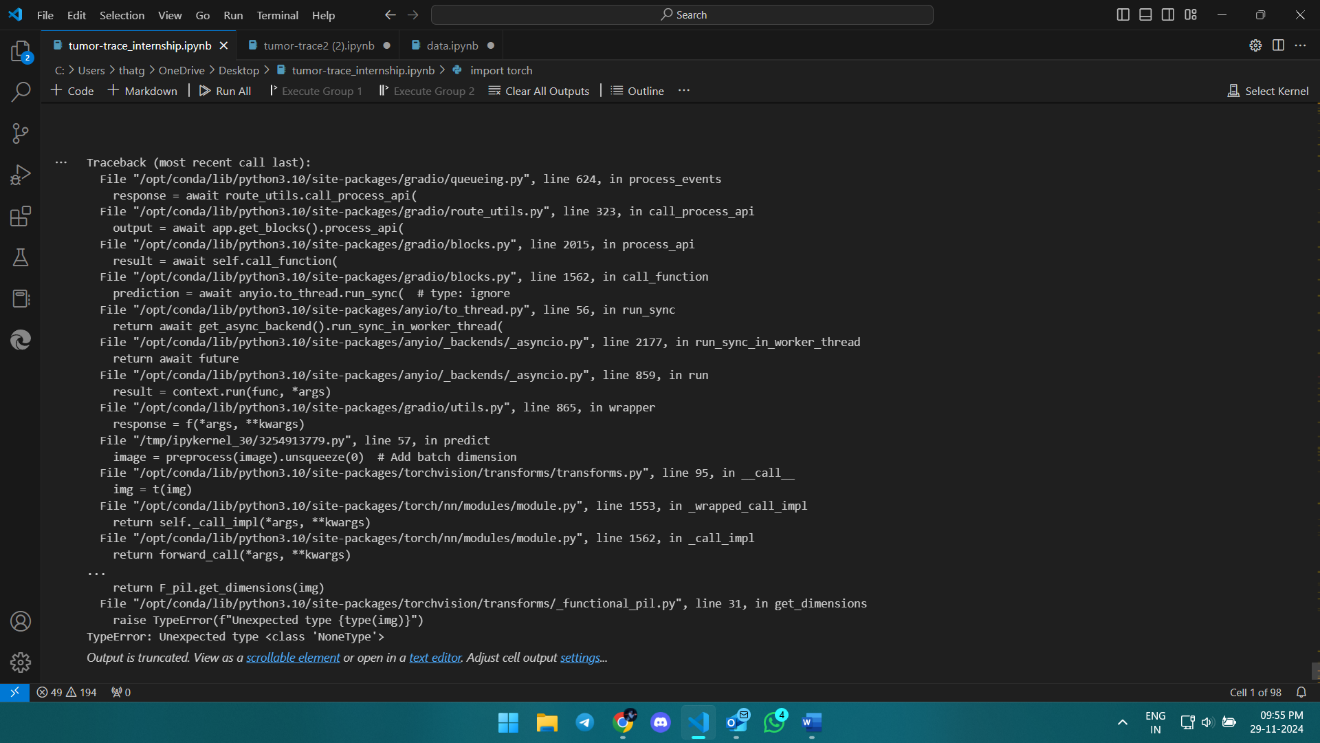 File Edit Selection View Go Run Terminal Help
Search
tumor-trace_internship.ipynb
tumor-trace2 (2).ipynb
data.ipynb
C: > Users > thatg > OneDrive > Desktop > tumor-trace_internship.ipynb > import torch
+ Code + Markdown Run All Execute Group 1 Execute Group 2 Clear All Outputs Outline ... Select Kernel
2
... Traceback (most recent call last):
File "/opt/conda/lib/python3.10/site-packages/gradio/queueing.py", line 624, in process_events
response = await route_utils.call_process_api(
File "/opt/conda/lib/python3.10/site-packages/gradio/route_utils.py", line 323, in call_process_api
output = await app.get_blocks().process_api(
File "/opt/conda/lib/python3.10/site-packages/gradio/blocks.py", line 2015, in process_api
result = await self.call_function(
File "/opt/conda/lib/python3.10/site-packages/gradio/blocks.py", line 1562, in call_function
prediction = await anyio.to_thread.run_sync(  # type: ignore
File "/opt/conda/lib/python3.10/site-packages/anyio/to_thread.py", line 56, in run_sync
return await get_async_backend().run_sync_in_worker_thread(
File "/opt/conda/lib/python3.10/site-packages/anyio/_backends/_asyncio.py", line 2177, in run_sync_in_worker_thread
return await future
File "/opt/conda/lib/python3.10/site-packages/anyio/_backends/_asyncio.py", line 859, in run
result = context.run(func, *args)
File "/opt/conda/lib/python3.10/site-packages/gradio/utils.py", line 865, in wrapper
response = f(*args, **kwargs)
File "/tmp/ipykernel_30/3254913779.py", line 57, in predict
image = preprocess(image).unsqueeze(0)  # Add batch dimension
File "/opt/conda/lib/python3.10/site-packages/torchvision/transforms/transforms.py", line 95, in __call__
img = t(img)
File "/opt/conda/lib/python3.10/site-packages/torch/nn/modules/module.py", line 1553, in _wrapped_call_impl
return self._call_impl(*args, **kwargs)
File "/opt/conda/lib/python3.10/site-packages/torch/nn/modules/module.py", line 1562, in _call_impl
return forward_call(*args, **kwargs)
...
return F_pil.get_dimensions(img)
File "/opt/conda/lib/python3.10/site-packages/torchvision/transforms/_functional_pil.py", line 31, in get_dimensions
raise TypeError(f"Unexpected type {type(img)}")
TypeError: Unexpected type <class 'NoneType'>
Output is truncated. View as a scrollable element or open in a text editor. Adjust cell output settings...
49 194 0 Cell 1 of 98
4
ENG
IN
09:55 PM
29-11-2024